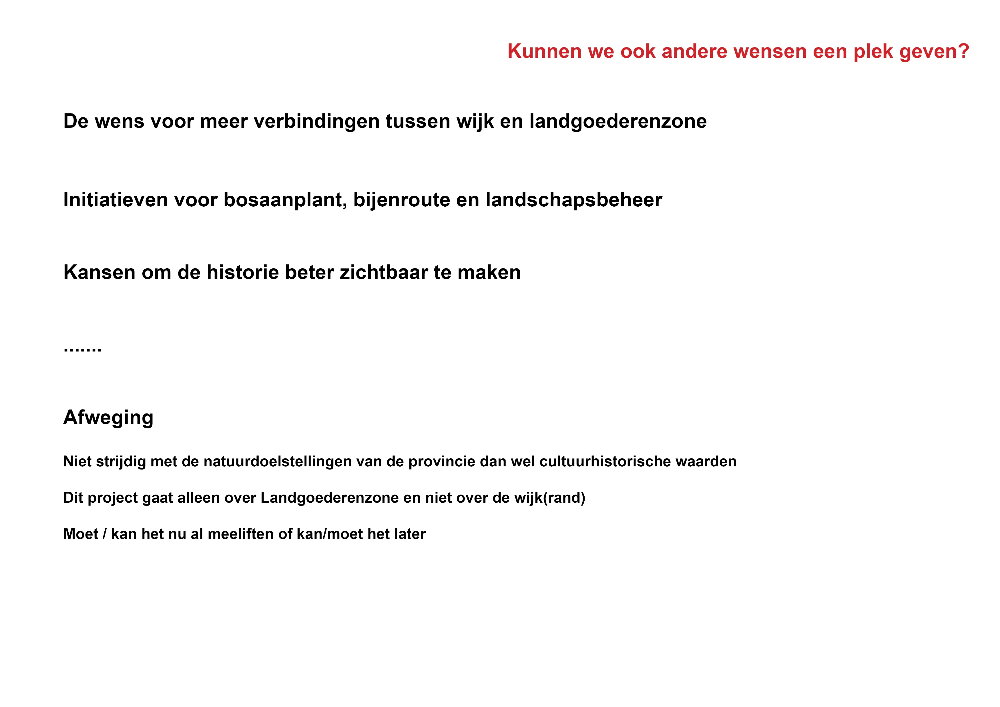 Kunnen we ook andere wensen een plek geven?
De wens voor meer verbindingen tussen wijk en landgoederenzone
Initiatieven voor bosaanplant, bijenroute en landschapsbeheer
Kansen om de historie beter zichtbaar te maken
.......
Afweging
Niet strijdig met de natuurdoelstellingen van de provincie dan wel cultuurhistorische waarden
Dit project gaat alleen over Landgoederenzone en niet over de wijk(rand)
Moet / kan het nu al meeliften of kan/moet het later